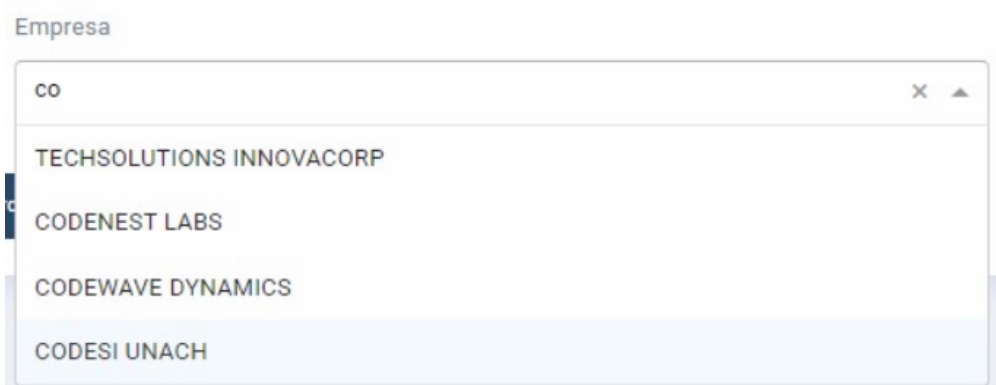 Empresa
co
TECHSOLUTIONS INNOVACORP
CODENEST LABS
CODEWAVE DYNAMICS
CODESI UNACH